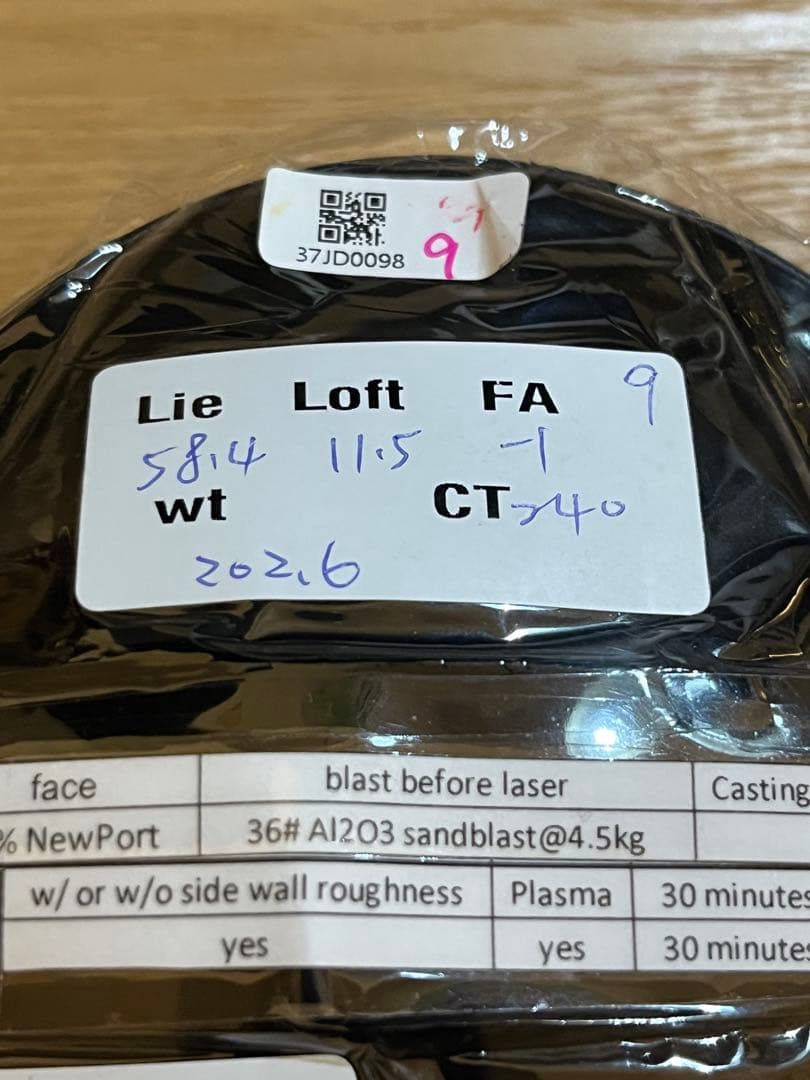 37JD0098 9
Lie Loft FA 9
58.4 11.5 -1
wt CT 240
202.6
face blast before laser Casting
% NewPort 36# Al2O3 sandblast@4.5kg
w/ or w/o side wall roughness Plasma 30 minutes
yes yes 30 minutes